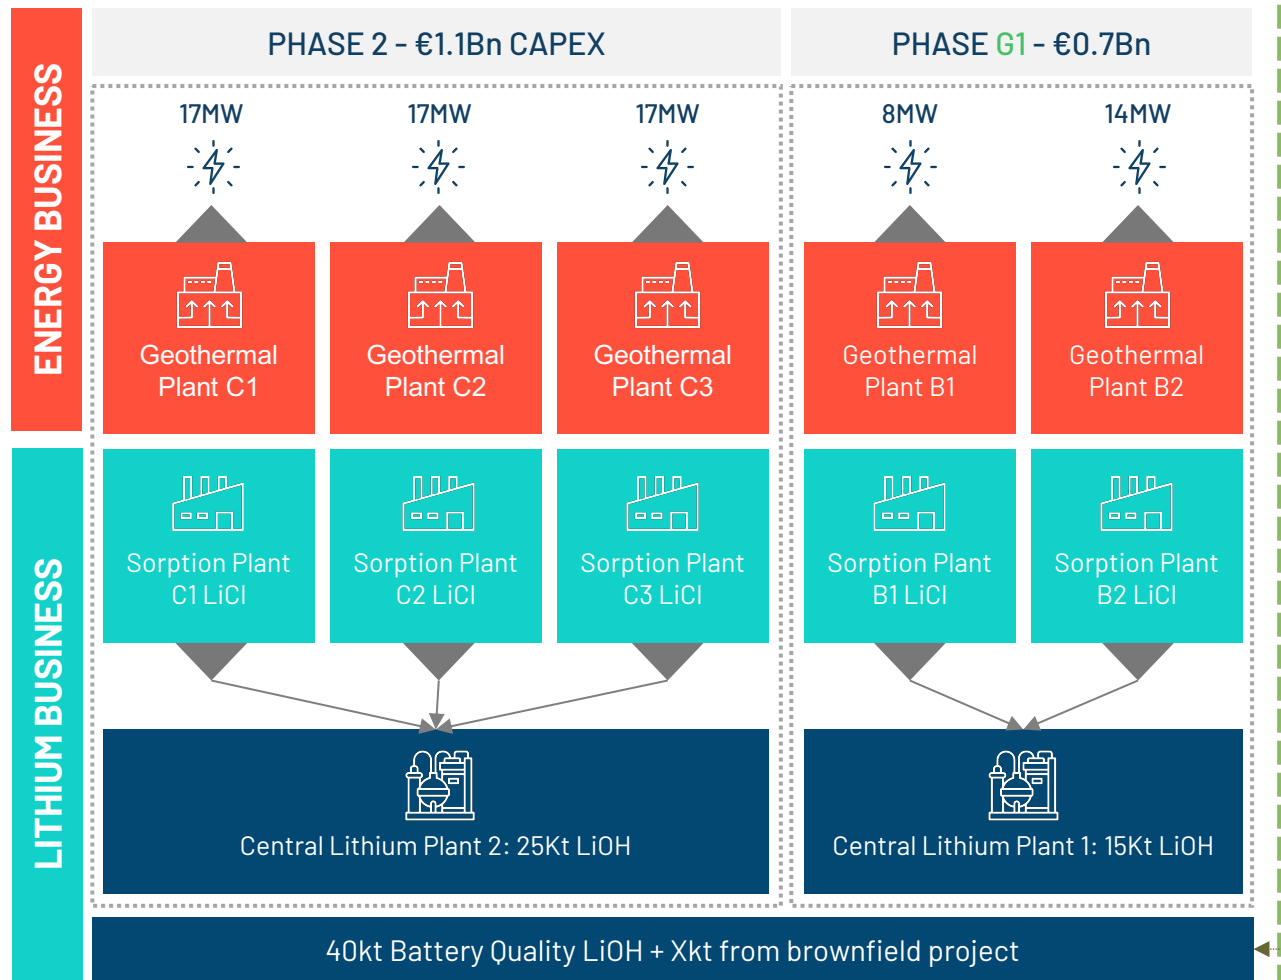 ENERGY BUSINESS
PHASE 2 - €1.1Bn CAPEX
17MW
17MW
17MW
Geothermal
Plant C1
Geothermal
Plant C2
Geothermal
Plant C3
PHASE G1 - €0.7Bn
8MW
14MW
Geothermal
Plant B1
Geothermal
Plant B2
LITHIUM BUSINESS
Sorption Plant
C1 LiCl
Sorption Plant
C2 LiCl
Sorption Plant
C3 LiCl
Sorption Plant
B1 LiCl
Sorption Plant
B2 LiCl
Central Lithium Plant 2: 25Kt LiOH
Central Lithium Plant 1: 15Kt LiOH
40kt Battery Quality LiOH + Xkt from brownfield project